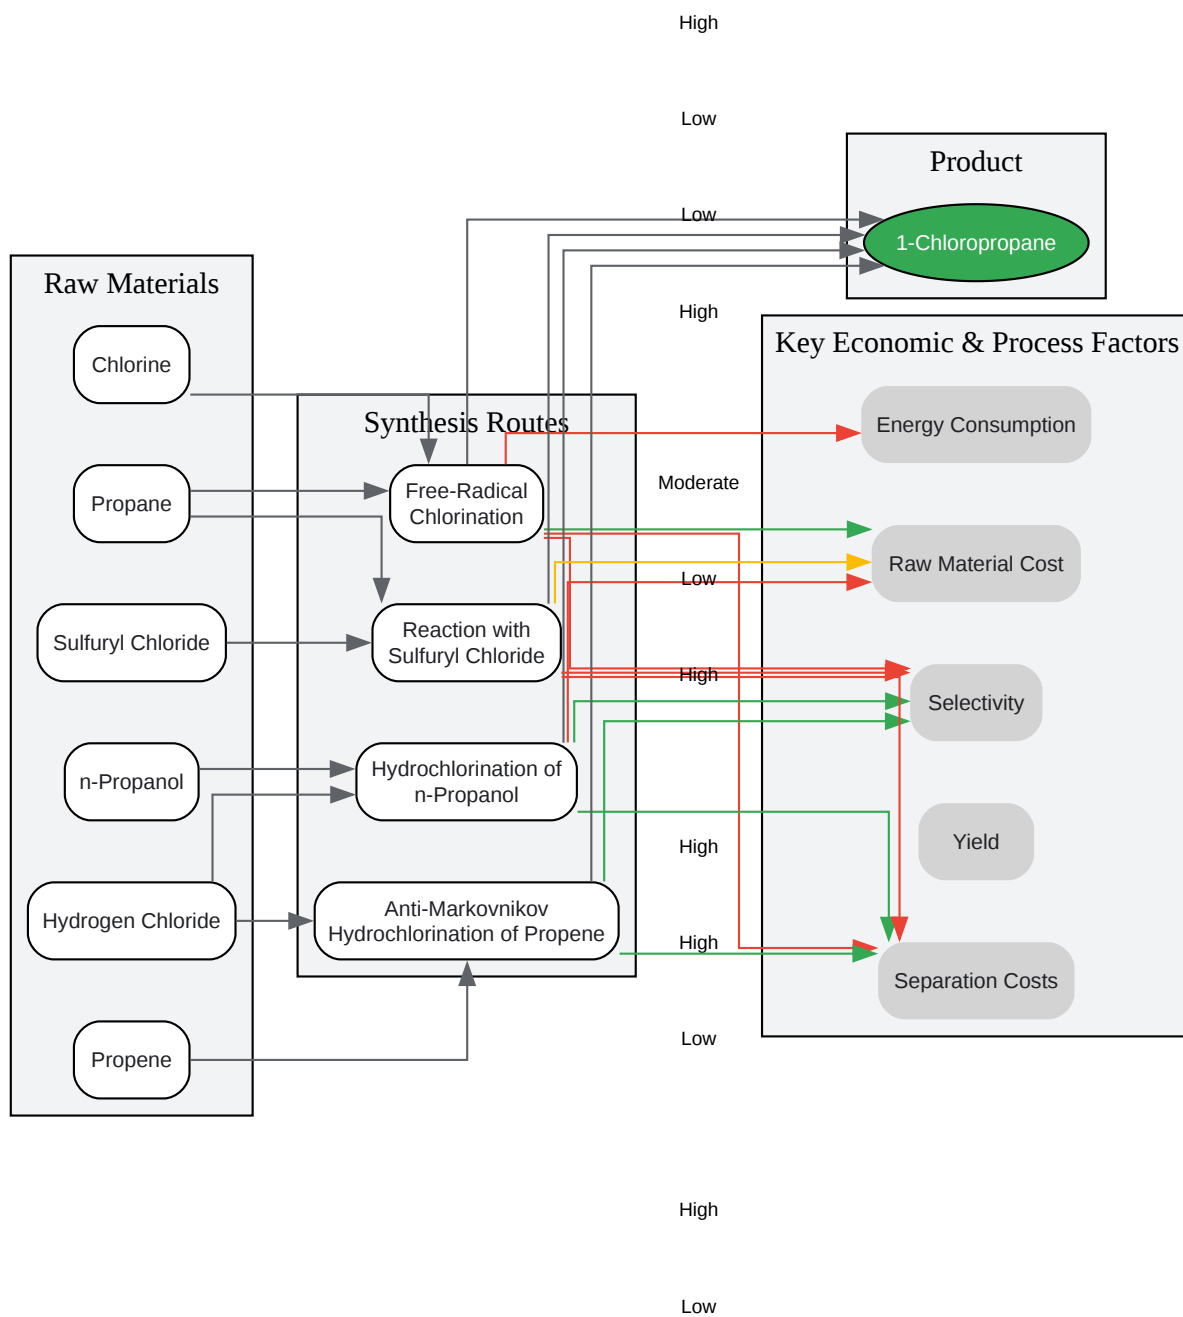 High
Low
Product
Low
1-Chloropropane
Raw Materials
High
Key Economic & Process Factors
Chlorine
Synthesis Routes
Energy Consumption
Moderate
Propane
Free-Radical
Chlorination
Raw Material Cost
Low
Sulfuryl Chloride
Reaction with
Sulfuryl Chloride
High
Selectivity
n-Propanol
Hydrochlorination of
n-Propanol
High
Yield
Hydrogen Chloride
Anti-Markovnikov
Hydrochlorination of Propene
High
Separation Costs
Low
Propene
High
Low